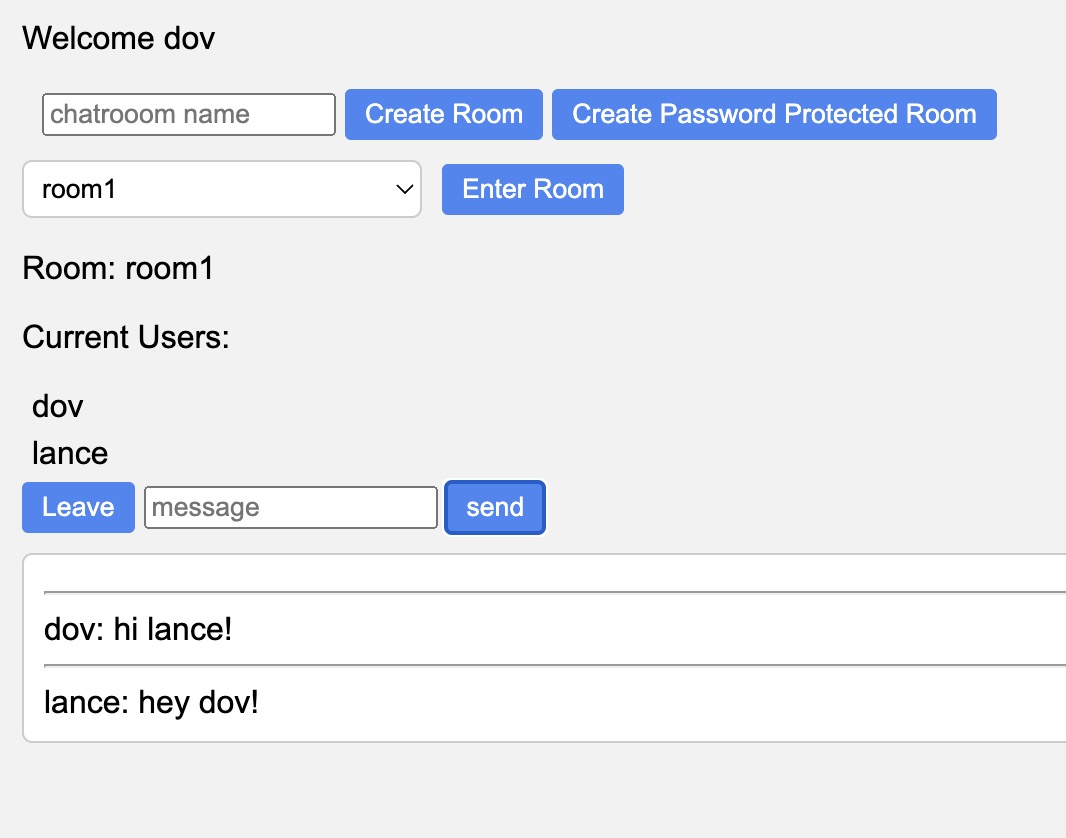 Welcome dov
chatrooom name Create Room Create Password Protected Room
room1 Enter Room
Room: room1
Current Users:
dov
lance
Leave message send
dov: hi lance!
lance: hey dov!